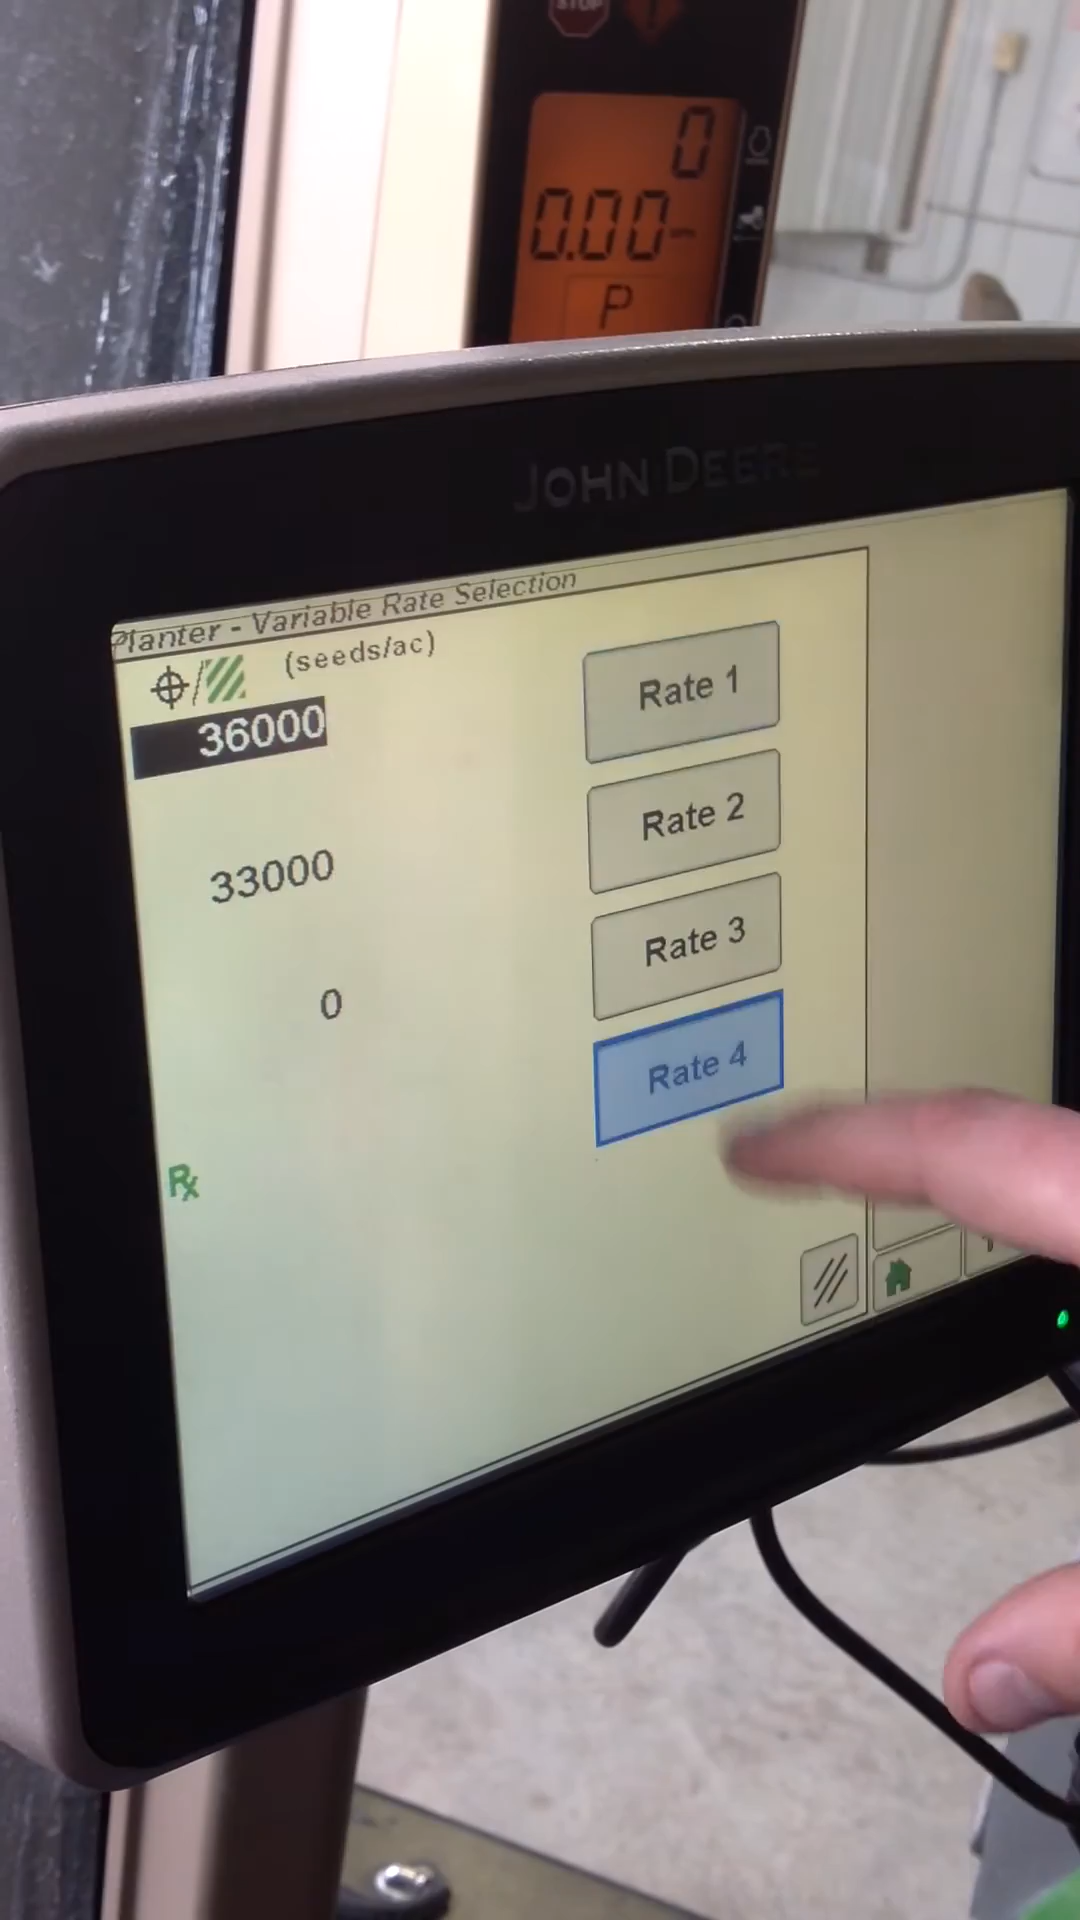 STOP
0
0.00
P
JOHN DEERE
Planter - Variable Rate Selection
(seeds/ac)
36000
Rate 1
33000
Rate 2
0
Rate 3
Rate 4
Rx